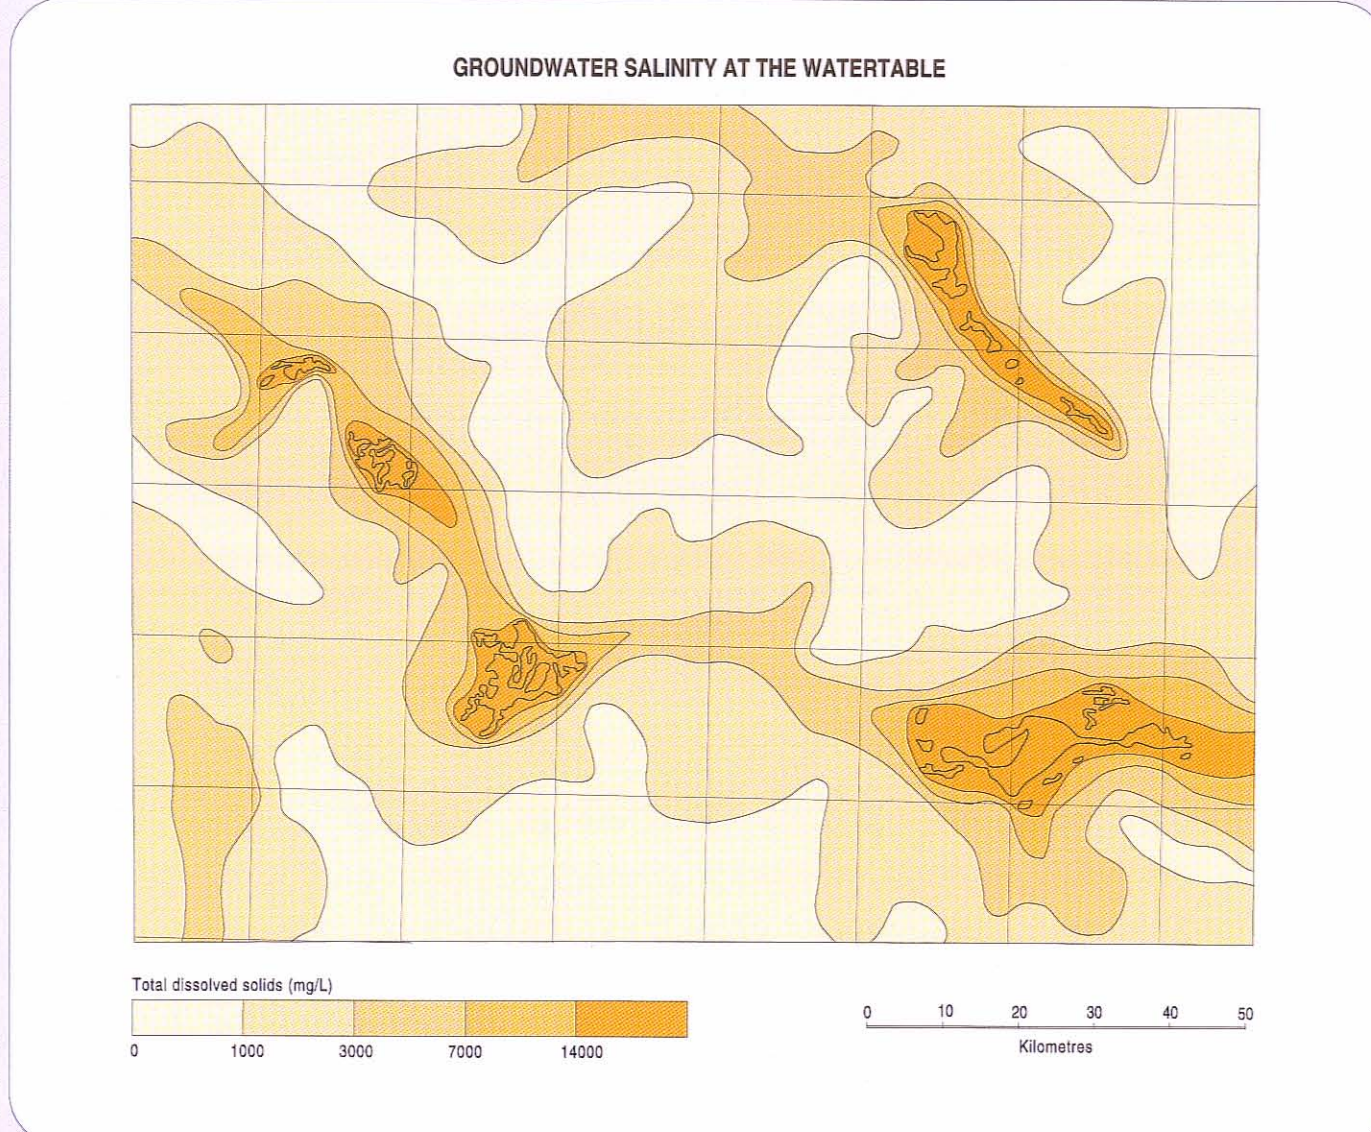 GROUNDWATER SALINITY AT THE WATERTABLE
Total dissolved solids (mg/L)
0 1000 3000 7000 14000
0 10 20 30 40 50
Kilometres